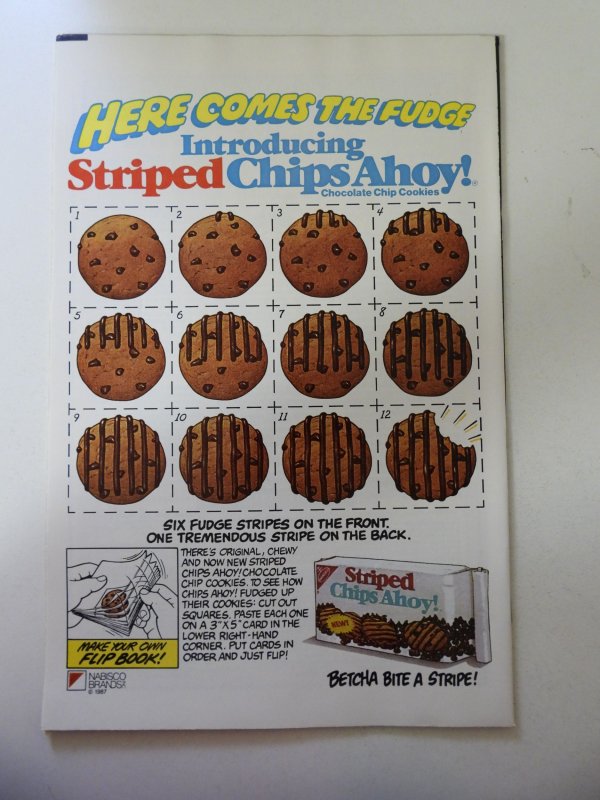 HERE COMES THE FUDGE
Introducing
Striped Chips Ahoy!®
Chocolate Chip Cookies
1 2 3 4
5 6 7 8
9 10 11 12
SIX FUDGE STRIPES ON THE FRONT.
ONE TREMENDOUS STRIPE ON THE BACK.
THERE'S ORIGINAL, CHEWY
AND NOW NEW STRIPED
CHIPS AHOY! CHOCOLATE
CHIP COOKIES. TO SEE HOW
CHIPS AHOY! FUDGED UP
THEIR COOKIES: CUT OUT
SQUARES. PASTE EACH ONE
ON A 3"X5" CARD IN THE
LOWER RIGHT-HAND
CORNER. PUT CARDS IN
ORDER AND JUST FLIP!
MAKE YOUR OWN
FLIP BOOK!
NABISCO
BRANDS
© 1987
Striped
Chips Ahoy!
NEW!
BETCHA BITE A STRIPE!